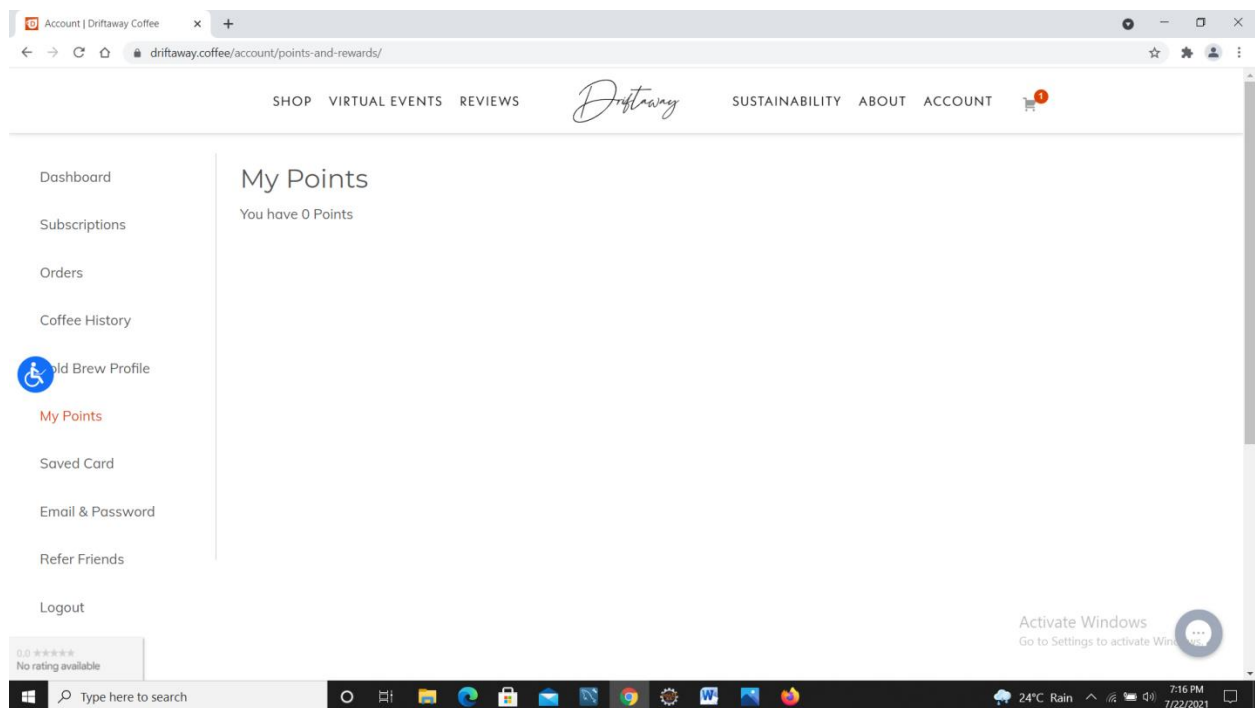 Account | Driftaway Coffee
driftaway.coffee/account/points-and-rewards/
SHOP VIRTUAL EVENTS REVIEWS Driftaway SUSTAINABILITY ABOUT ACCOUNT 1
Dashboard
Subscriptions
Orders
Coffee History
old Brew Profile
My Points
Saved Card
Email & Password
Refer Friends
Logout
My Points
You have 0 Points
0.0 ★★★★★
No rating available
Activate Windows
Go to Settings to activate Windows.
Type here to search
24°C Rain
7:16 PM
7/22/2021